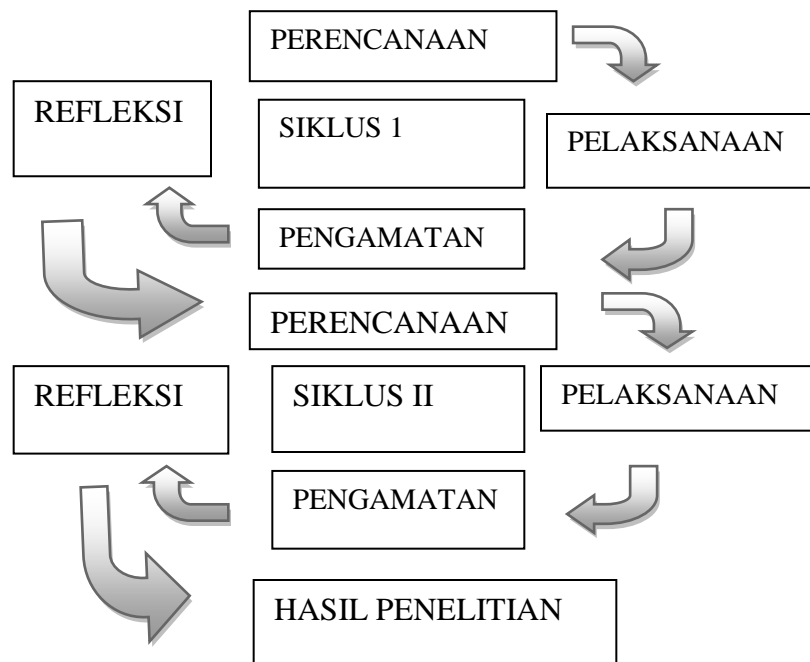 PERENCANAAN
REFLEKSI
SIKLUS 1
PELAKSANAAN
PENGAMATAN
PERENCANAAN
REFLEKSI
SIKLUS II
PELAKSANAAN
PENGAMATAN
HASIL PENELITIAN